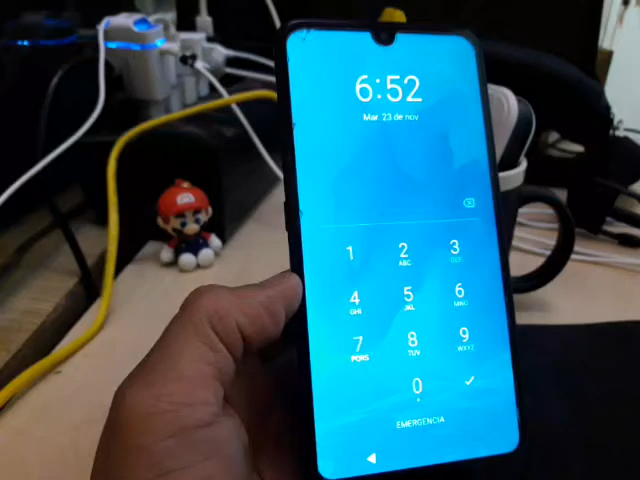 6:52
Mar. 23 de nov
1 2 3
ABC DEF
4 5 6
GHI JKL MNO
7 8 9
PQRS TUV WXYZ
0
EMERGENCIA